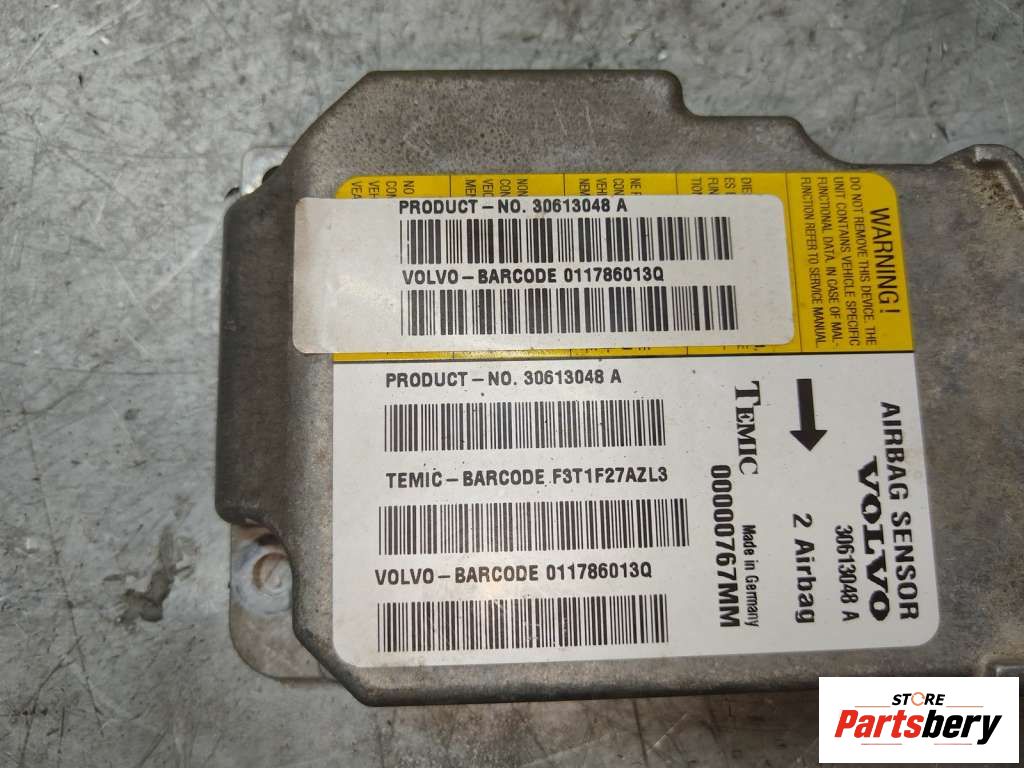 PRODUCT – NO. 30613048 A
VOLVO – BARCODE 011786013Q
PRODUCT – NO. 30613048 A
TEMIC – BARCODE F3T1F27AZL3
VOLVO – BARCODE 011786013Q
WARNING!
DO NOT REMOVE THIS DEVICE. THE
UNIT CONTAINS VEHICLE SPECIFIC
FUNCTIONAL DATA. IN CASE OF MAL-
FUNCTION REFER TO SERVICE MANUAL.
AIRBAG SENSOR
VOLVO
30613048 A
2 Airbag
TEMIC
Made in Germany
00000767MM
STORE
Partsbery